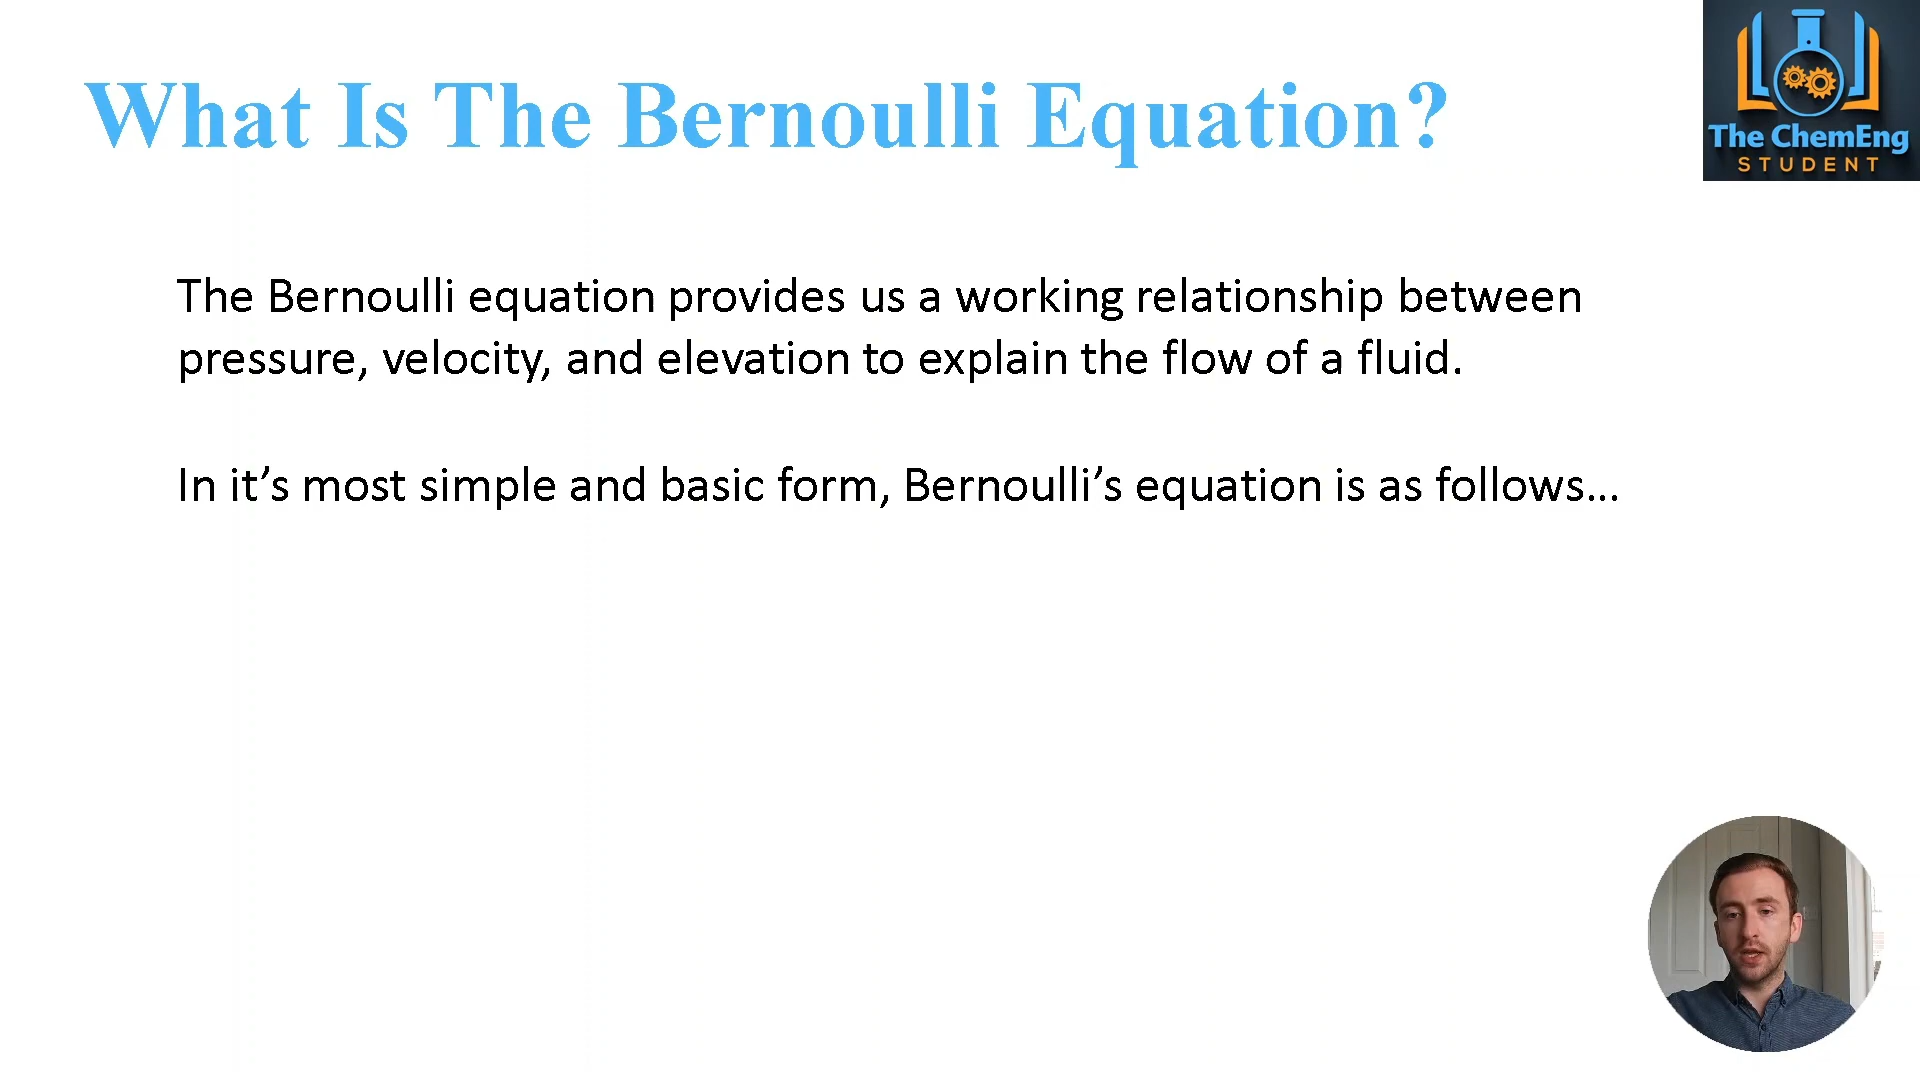 What Is The Bernoulli Equation?
The ChemEng
STUDENT
The Bernoulli equation provides us a working relationship between
pressure, velocity, and elevation to explain the flow of a fluid.
In it’s most simple and basic form, Bernoulli’s equation is as follows…